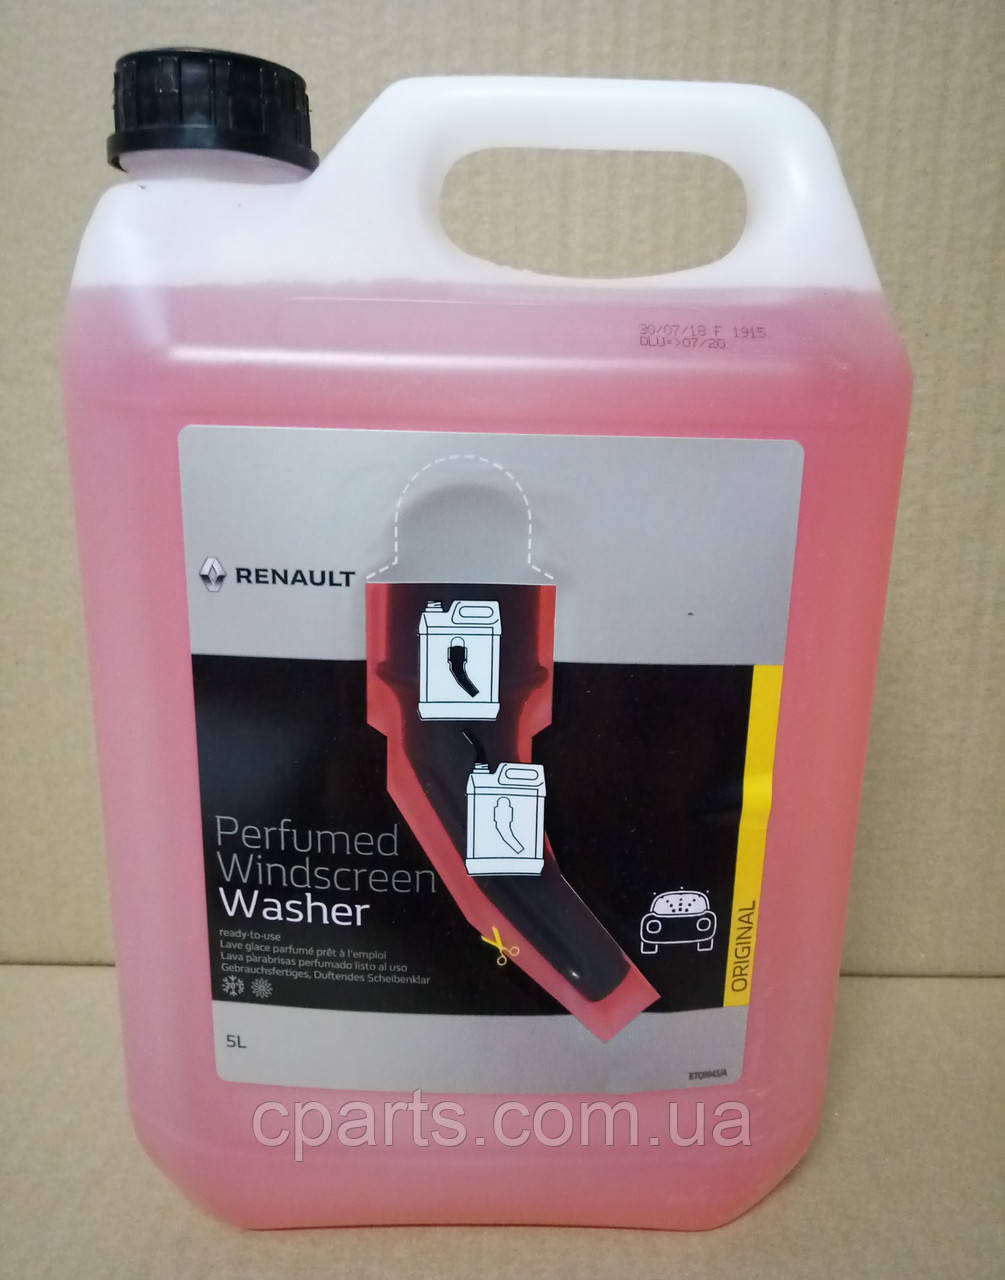 30/07/18 F 1915
DLU=>07/20
RENAULT
Perfumed
Windscreen
Washer
ready-to-use
Lave glace parfumé prêt à l'emploi
Lava parabrisas perfumado listo al uso
Gebrauchsfertiges, Duftendes Scheibenklar
ORIGINAL
5L
cparts.com.ua